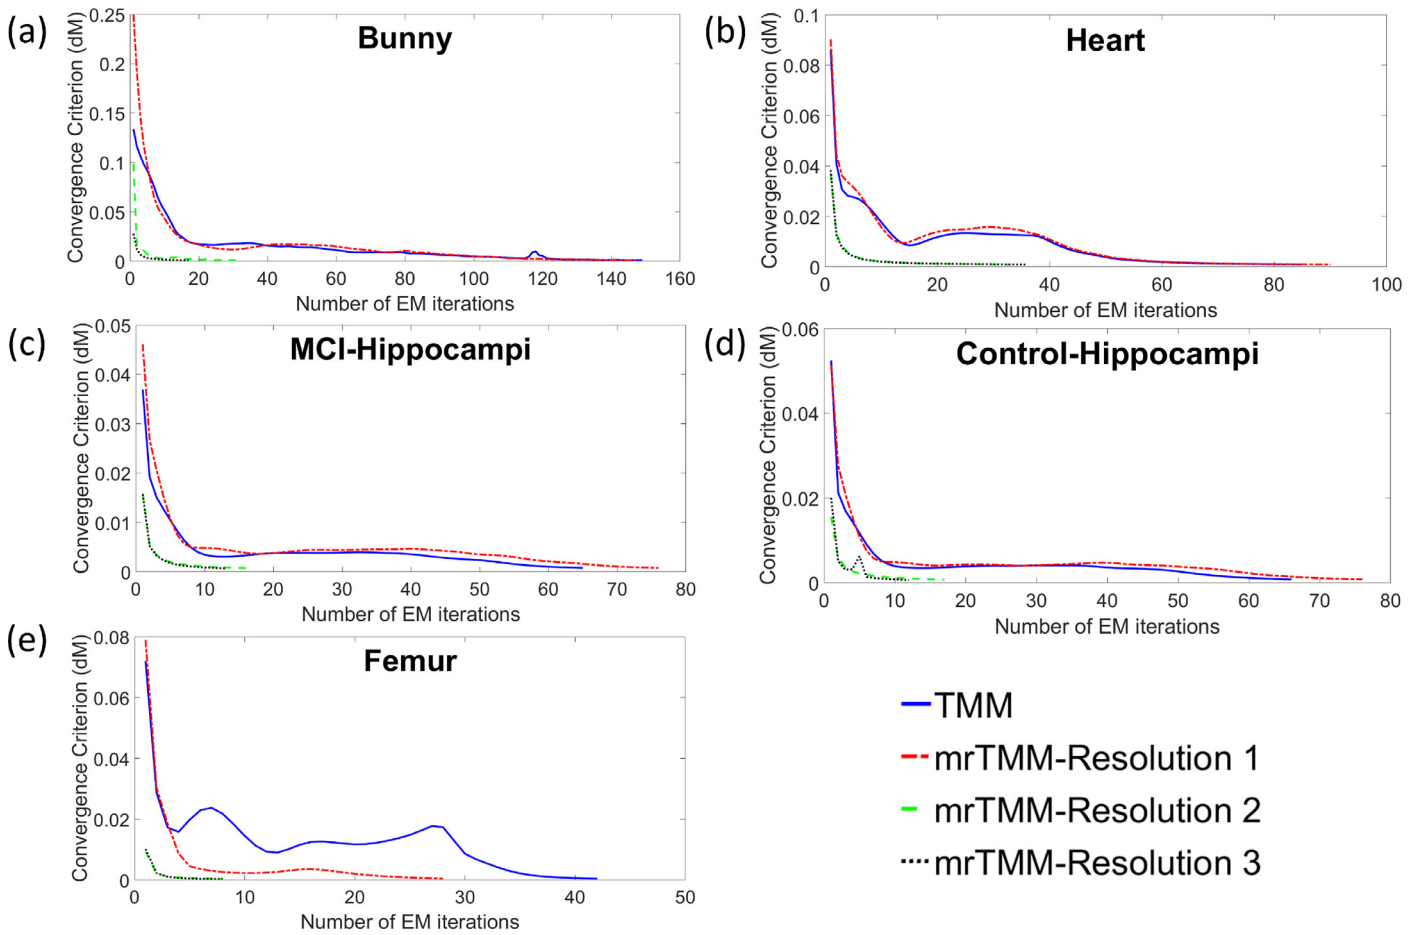 (a)
Bunny
Convergence Criterion (dM)
0.25
0.2
0.15
0.1
0.05
0
0 20 40 60 80 100 120 140 160
Number of EM iterations
(b)
Heart
Convergence Criterion (dM)
0.1
0.08
0.06
0.04
0.02
0
0 20 40 60 80 100
Number of EM iterations
(c)
MCI-Hippocampi
Convergence Criterion (dM)
0.05
0.04
0.03
0.02
0.01
0
0 10 20 30 40 50 60 70 80
Number of EM iterations
(d)
Control-Hippocampi
Convergence Criterion (dM)
0.06
0.04
0.02
0
0 10 20 30 40 50 60 70 80
Number of EM iterations
(e)
Femur
Convergence Criterion (dM)
0.08
0.06
0.04
0.02
0
0 10 20 30 40 50
Number of EM iterations
TMM
mrTMM-Resolution 1
mrTMM-Resolution 2
mrTMM-Resolution 3